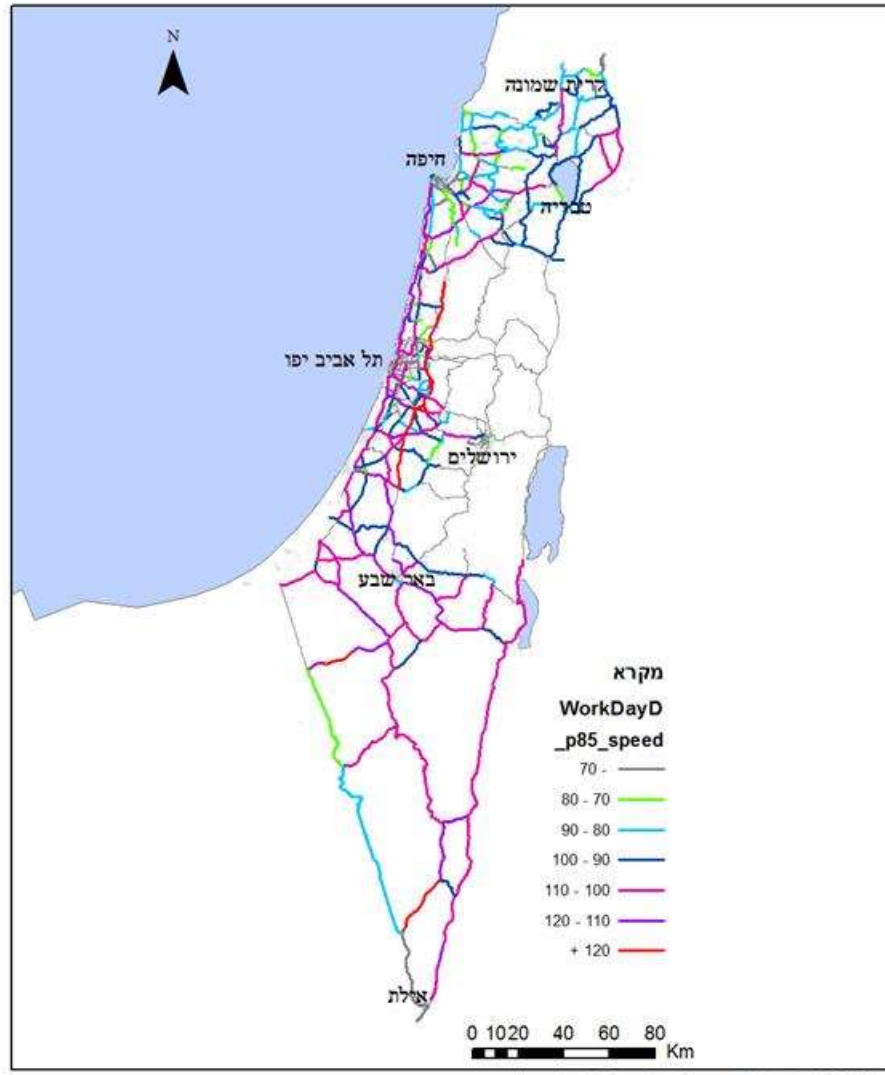 N
קרית שמונה
חיפה
טבריה
תל אביב יפו
ירושלים
באר שבע
מקרא
WorkDayD
_p85_speed
70 -
80 - 70
90 - 80
100 - 90
110 - 100
120 - 110
+ 120
אילת
0 10 20 40 60 80
Km